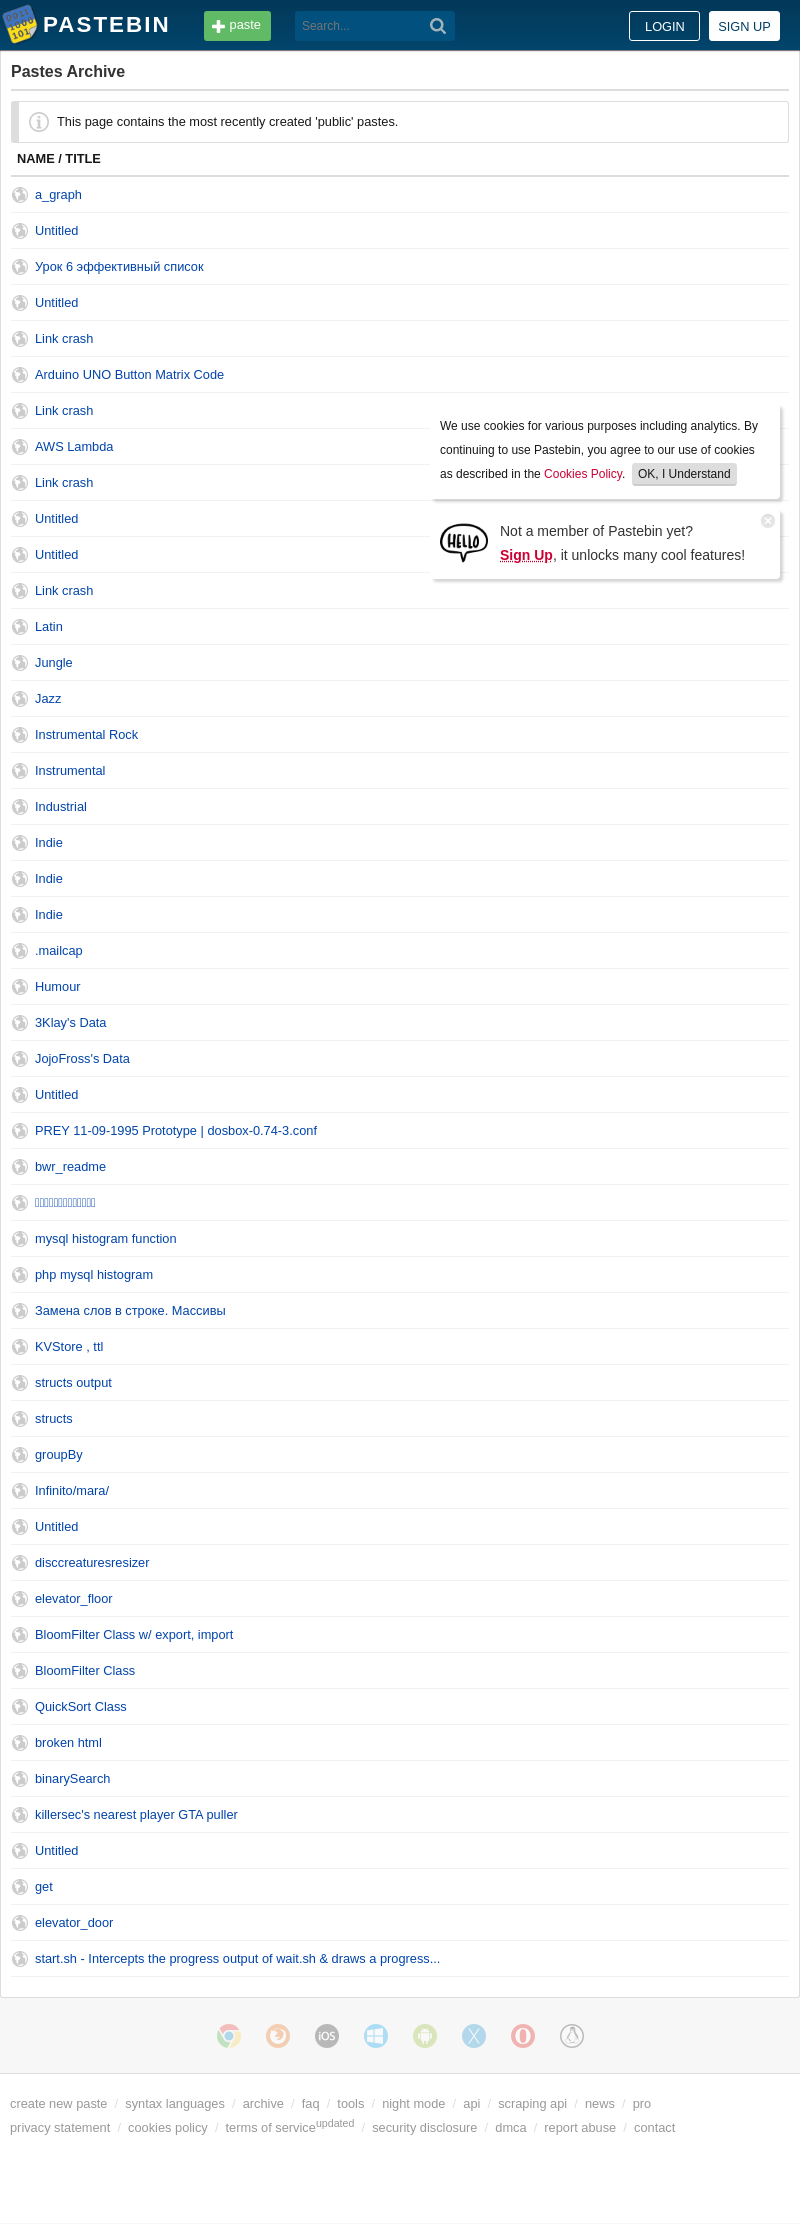 PASTEBIN
paste
Search...
LOGIN
SIGN UP
Pastes Archive
This page contains the most recently created 'public' pastes.
NAME / TITLE
a_graph
Untitled
Урок 6 эффективный список
Untitled
Link crash
Arduino UNO Button Matrix Code
Link crash
AWS Lambda
Link crash
Untitled
Untitled
Link crash
We use cookies for various purposes including analytics. By
continuing to use Pastebin, you agree to our use of cookies
as described in the Cookies Policy. OK, I Understand
HELLO
Not a member of Pastebin yet?
Sign Up, it unlocks many cool features!
Latin
Jungle
Jazz
Instrumental Rock
Instrumental
Industrial
Indie
Indie
Indie
.mailcap
Humour
3Klay's Data
JojoFross's Data
Untitled
PREY 11-09-1995 Prototype | dosbox-0.74-3.conf
bwr_readme
mysql histogram function
php mysql histogram
Замена слов в строке. Массивы
KVStore , ttl
structs output
structs
groupBy
Infinito/mara/
Untitled
disccreaturesresizer
elevator_floor
BloomFilter Class w/ export, import
BloomFilter Class
QuickSort Class
broken html
binarySearch
killersec's nearest player GTA puller
Untitled
get
elevator_door
start.sh - Intercepts the progress output of wait.sh & draws a progress...
iOS
create new paste / syntax languages / archive / faq / tools / night mode / api / scraping api / news / pro
privacy statement / cookies policy / terms of serviceupdated / security disclosure / dmca / report abuse / contact